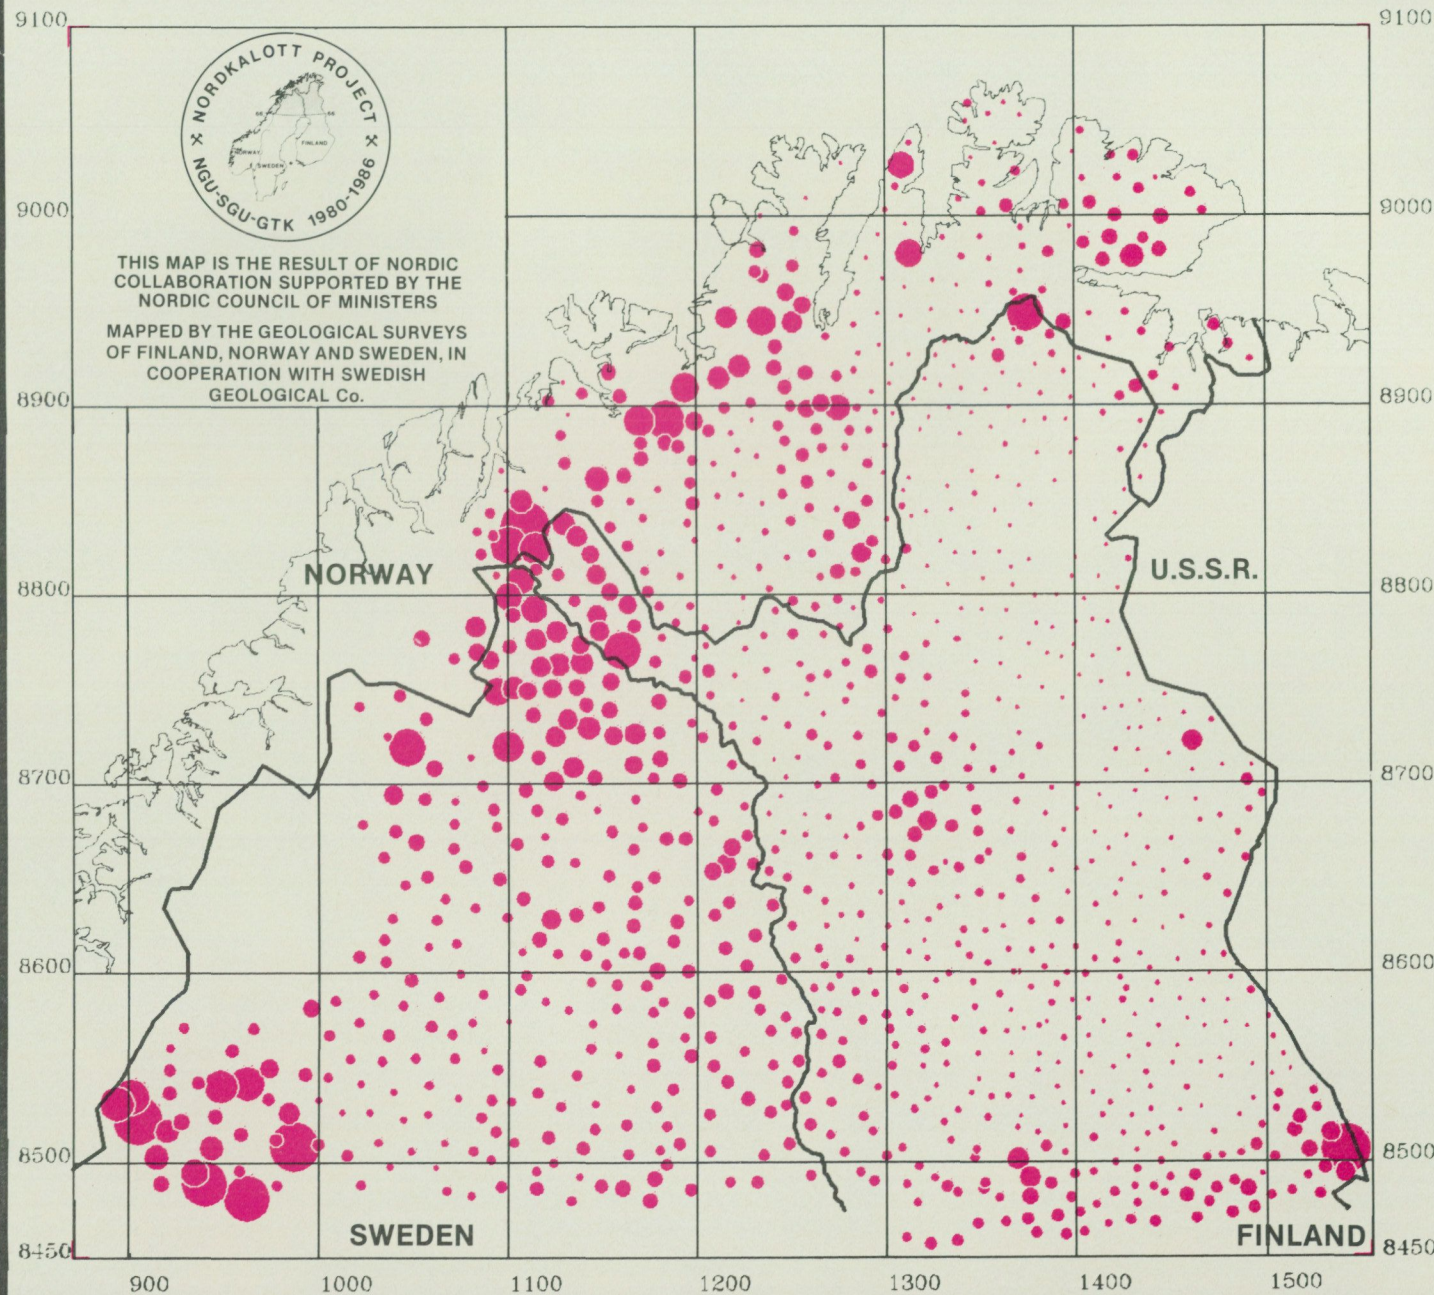 9100
9100
NORDKALOTT PROJECT
NORWAY
SWEDEN
FINLAND
NGU-SGU-GTK 1980-1986
THIS MAP IS THE RESULT OF NORDIC
COLLABORATION SUPPORTED BY THE
NORDIC COUNCIL OF MINISTERS
MAPPED BY THE GEOLOGICAL SURVEYS
OF FINLAND, NORWAY AND SWEDEN, IN
COOPERATION WITH SWEDISH
GEOLOGICAL Co.
9000
9000
8900
8900
NORWAY
U.S.S.R.
8800
8800
8700
8700
8600
8600
8500
8500
SWEDEN
FINLAND
8450
8450
900
1000
1100
1200
1300
1400
1500